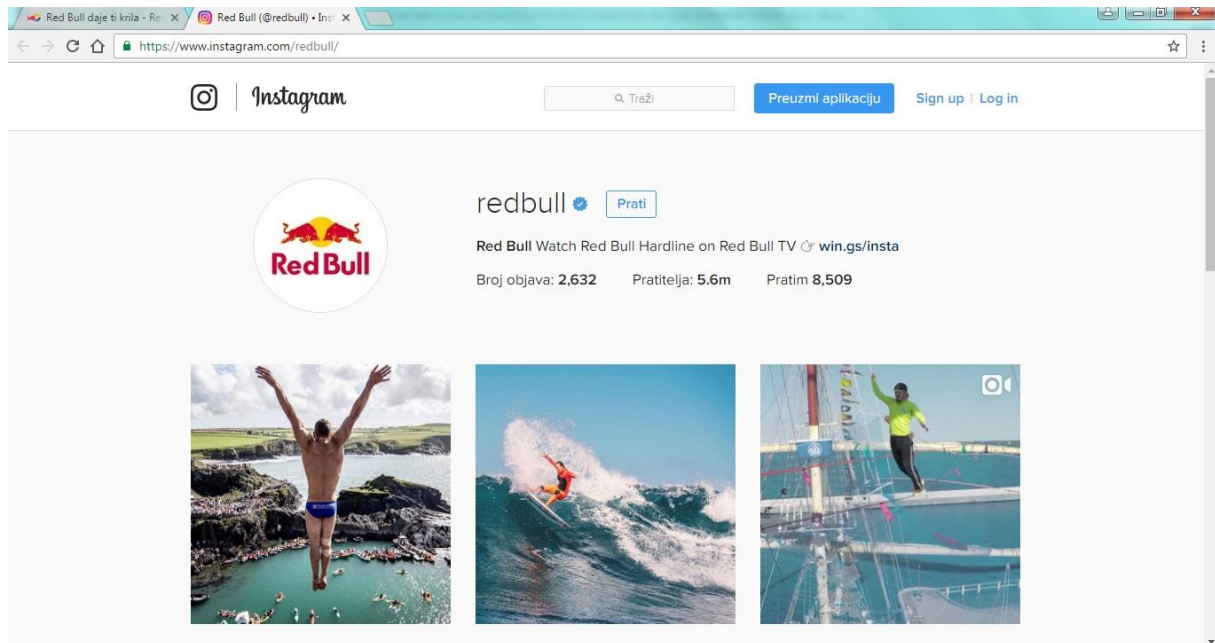 Red Bull daje ti krila - Re
Red Bull (@redbull) • Ins
https://www.instagram.com/redbull/
Instagram
Traži
Preuzmi aplikaciju
Sign up | Log in
redbull
Prati
Red Bull Watch Red Bull Hardline on Red Bull TV 👉 win.gs/insta
Broj objava: 2,632 Pratitelja: 5.6m Pratim 8,509
Red Bull